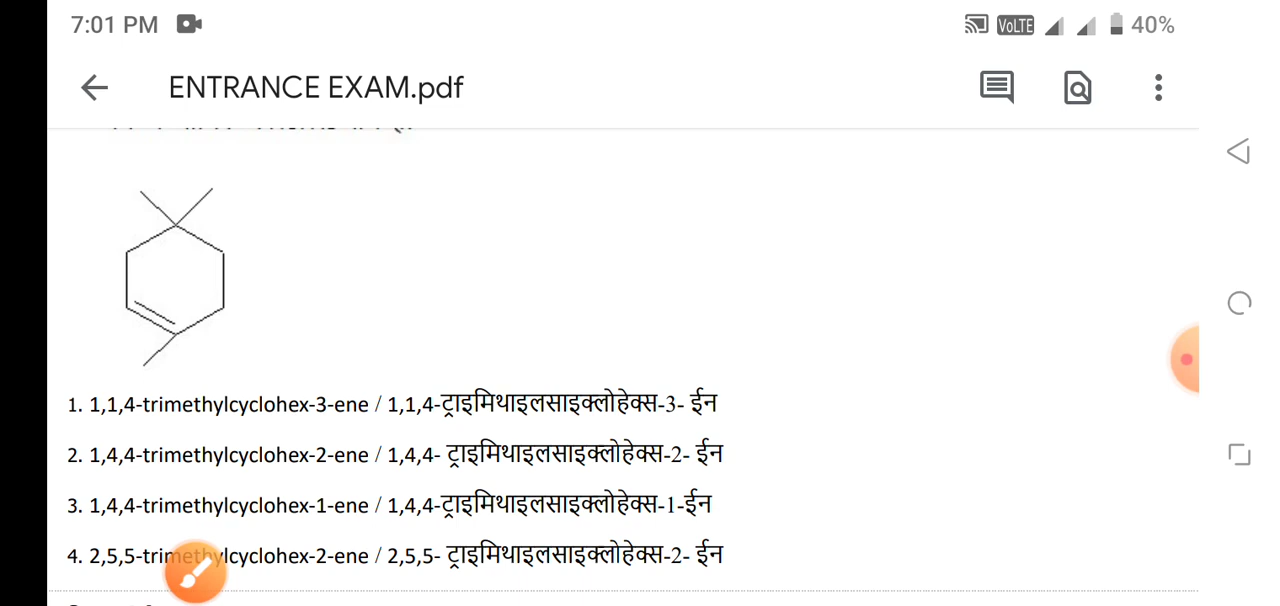 7:01 PM VoLTE 40%
ENTRANCE EXAM.pdf
1. 1,1,4-trimethylcyclohex-3-ene / 1,1,4-ट्राइमिथाइलसाइक्लोहेक्स-3- ईन
2. 1,4,4-trimethylcyclohex-2-ene / 1,4,4- ट्राइमिथाइलसाइक्लोहेक्स-2- ईन
3. 1,4,4-trimethylcyclohex-1-ene / 1,4,4-ट्राइमिथाइलसाइक्लोहेक्स-1-ईन
4. 2,5,5-trimethylcyclohex-2-ene / 2,5,5- ट्राइमिथाइलसाइक्लोहेक्स-2- ईन